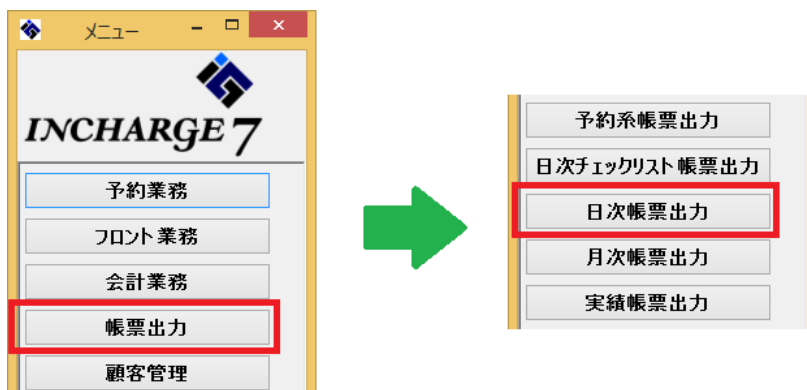 メニュー
INCHARGE 7
予約業務
フロント業務
会計業務
帳票出力
顧客管理
予約系帳票出力
日次チェックリスト帳票出力
日次帳票出力
月次帳票出力
実績帳票出力